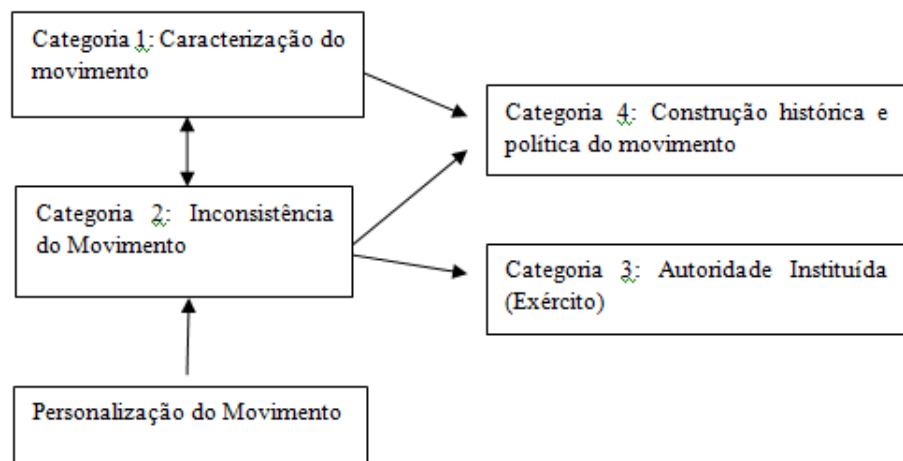 Categoria 1: Caracterização do
movimento
Categoria 4: Construção histórica e
política do movimento
Categoria 2: Inconsistência
do Movimento
Categoria 3: Autoridade Instituída
(Exército)
Personalização do Movimento